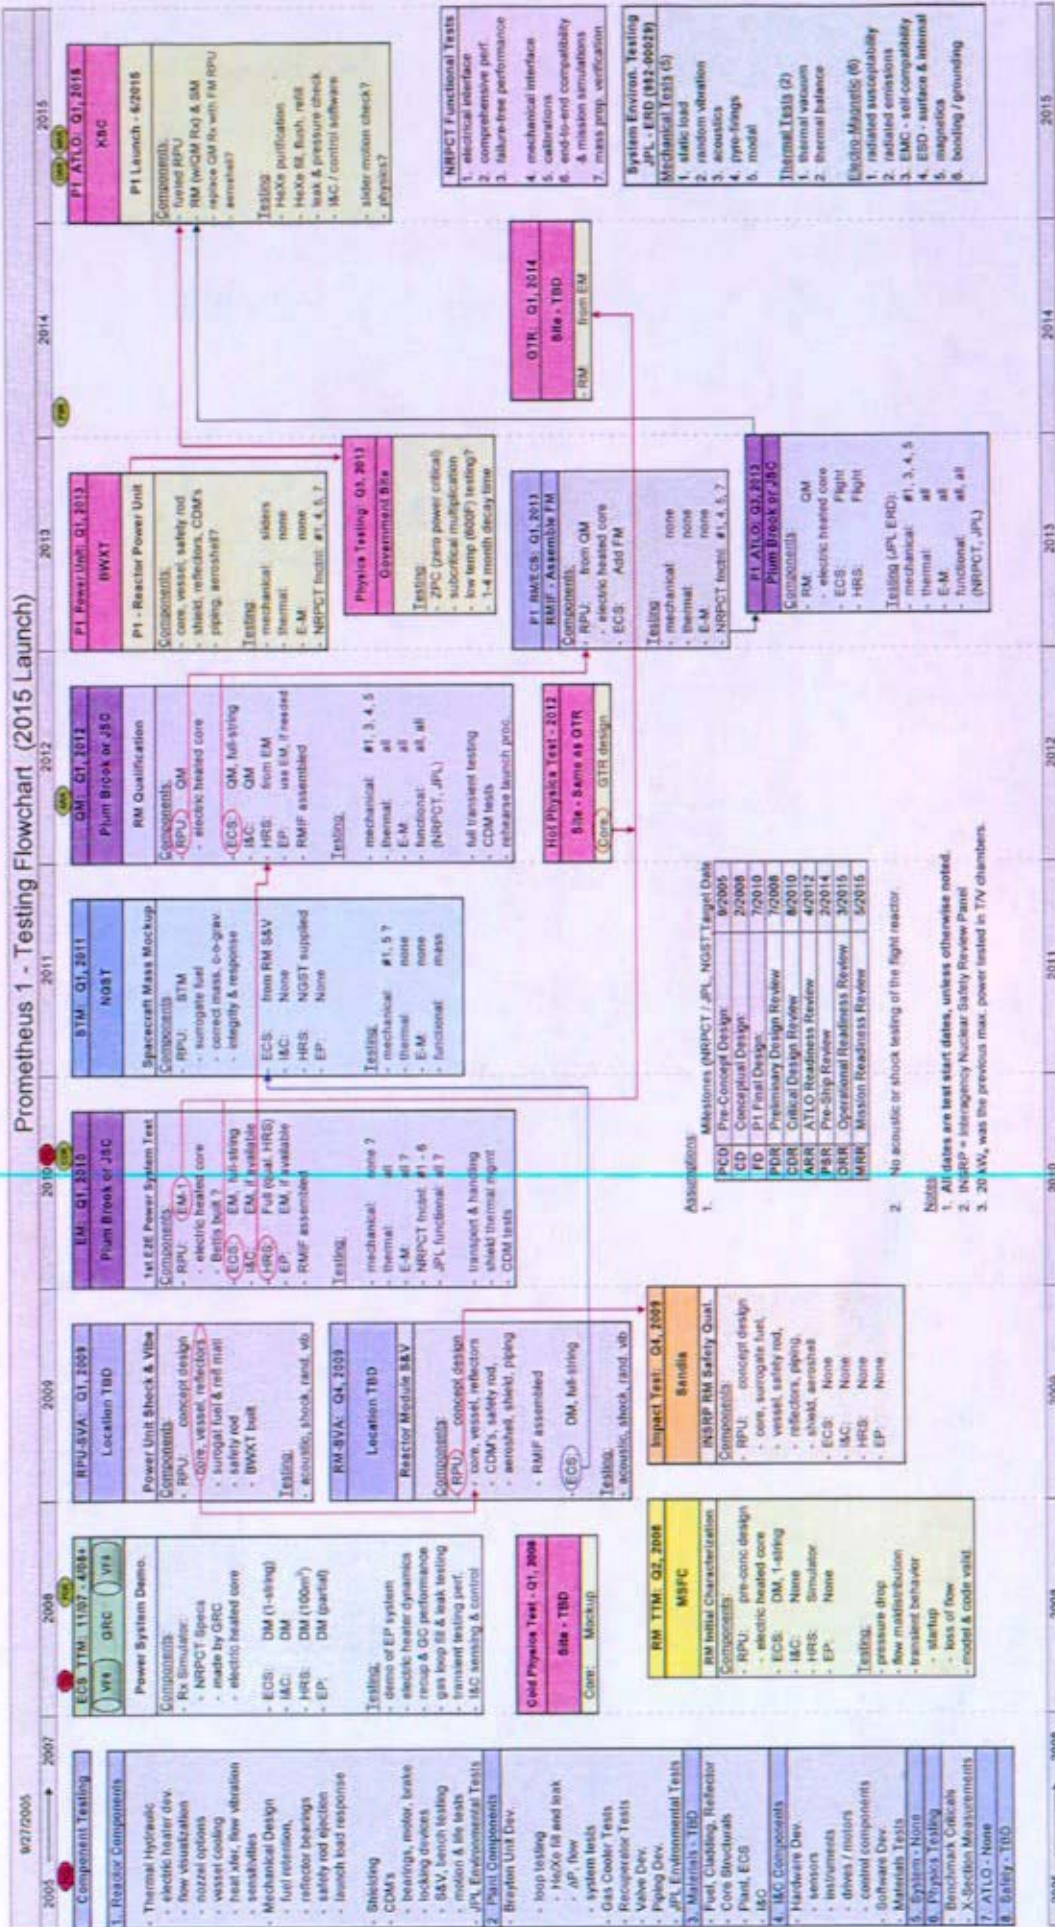 Prometheus 1 - Testing Flowchart (2015 Launch)
9/27/2005
2005
2007
2008
2009
2010
2011
2012
2013
2014
2015
Component Testing
1. Reactor Components
- Thermal Hydraulic
electric heater dev.
flow visualization
nozzel options
vessel cooling
heat xfer, flow vibration
sensitivities
- Mechanical Design
fuel rotation,
reflector bearings
safety rod ejection
launch load response
- Shielding
- CDM's
bearings, motor, brake
locking devices
S&V, bench testing
motion & life tests
- JPL Environmental Tests
2. Plant Components
- Brayton Unit Dev.
- loop testing
- He/Xe fill and leak
- ΔP, flow
- system tests
- Gas Cooler Tests
- Recuperator Tests
- Valve Dev.
- Piping Dev.
- JPL Environmental Tests
3. Materials - TBD
- Fuel, Cladding, Reflector
- Core Structurals
- Plant, ECS
- I&C
4. I&C Components
- Hardware Dev.
- sensors
- instruments
- drives / motors
- control components
- Software Dev.
- Materials Tests
5. System - None
6. Physics Testing
- Benchmark Criticals
- X-Section Measurements
7. ATLO - None
8. Safety - TBD
ECS TTM 11/07 - 4/08+
GRC
Power System Demo.
Components
- Rx Simulator:
- NRPCT Specs
- made by GRC
- electric heated core
- ECS: DM (1-string)
- I&C: DM
- HRS: DM (100m²)
- EP: DM (partial)
Testing:
- demo of EP system
- electric heater dynamics
- recup & GC performance
- gas loop fill & leak testing
- transient testing perf.
- I&C sensing & control
Cold Physics Test - Q1, 2008
Site - TBD
Core: Mockup
RM TTM: Q2, 2008
MSFC
RM Initial Characterization
Components
- RPU: pre-conc design
- electric heated core
- ECS: DM, 1-string
- I&C: None
- HRS: Simulator
- EP: None
Testing:
- pressure drop
- flow maldistribution
- transient behavior
- startup
- loss of flow
- model & code valid.
RPU-SVA: Q1, 2009
Location TBD
Power Unit Shock & Vibe
Components
- RPU: concept design
- core, vessel, reflectors
- surrogat fuel & refl matl
- safety rod
- BWXT built
Testing:
- acoustic, shock, rand. vib
RM-SVA: Q4, 2009
Location TBD
Reactor Module S&V
Components:
- RPU: concept design
- core, vessel, reflectors
- CDM's, safety rod,
- aeroshell, shield, piping
- RMIF assembled
- ECS: DM, full-string
Testing:
- acoustic, shock, rand. vib
Impact Test: Q4, 2009
Sandia
INSRP RM Safety Qual.
Components:
- RPU: concept design
- core, surrogate fuel,
- vessel, safety rod,
- reflectors, piping,
- shield, aeroshell
- ECS: None
- I&C: None
- HRS: None
- EP: None
EM: Q1, 2010
Plum Brook or JSC
1st E2E Power System Test
Components
- RPU: EM-1
- electric heated core
- Bettis built ?
- ECS: EM, full-string
- I&C: EM, if available
- HRS: Full (qual. HRS)
- EP: EM, if available
- RMIF assembled
Testing:
- mechanical: none ?
- thermal: all
- E-M: all ?
- NRPCT fnctnl: #1 - 6
- JPL functional: all ?
- transport & handling
- shield thermal mgmt
- CDM tests
STM: Q1, 2011
NGST
Spacecraft Mass Mockup
Components
- RPU: STM
- surrogate fuel
- correct mass, c-o-grav
- integrity & response
- ECS: from RM S&V
- I&C: None
- HRS: NGST supplied
- EP: None
Testing:
- mechanical: #1, 5 ?
- thermal: none
- E-M: none
- functional: mass
QM: Q1, 2012
Plum Brook or JSC
RM Qualification
Components
- RPU: QM
- electric heated core
- ECS: QM, full-string
- I&C: QM
- HRS: from EM
- EP: use EM, if needed
- RMIF assembled
Testing
- mechanical: #1, 3, 4, 5
- thermal: all
- E-M: all
- functional: all, all
(NRPCT, JPL)
- full transient testing
- CDM tests
- rehearse launch proc.
Hot Physics Test - 2012
Site - Same as GTR
Core: GTR design
P1 Power Unit: Q1, 2013
BWXT
P1 - Reactor Power Unit
- core, vessel, safety rod
- shield, reflectors, CDM's
- piping, aeroshell?
Testing:
- mechanical: sliders
- thermal: none
- E-M: none
- NRPCT fnctnl: #1, 4, 5, 7
Physics Testing: Q3, 2013
Government Site
Testing
- ZPC (zero power critical)
- subcritical multiplication
- low temp (600F) testing?
- 1-4 month decay time
P1 RM/ECS: Q1, 2013
RMIF - Assemble FM
Components:
- RPU: from QM
- electric heated core
- ECS: Add FM
Testing
- mechanical: none
- thermal: none
- E-M: none
- NRPCT fnctnl: #1, 4, 5, 7
P1 ATLO: Q3, 2013
Plum Brook or JSC
Components:
- RM: QM
- electric heated core
- ECS: Flight
- HRS: Flight
Testing (JPL ERD):
- mechanical: #1, 3, 4, 5
- thermal: all
- E-M: all
- functional: all, all
(NRPCT, JPL)
GTR: Q1, 2014
Site - TBD
- RM from EM
P1 ATLO: Q1, 2015
KSC
P1 Launch - 6/2015
Components
- fueled RPU
- RM (w/QM Rx) & SM
- replace QM Rx with FM RPU
- aeroshell?
Testing:
- HeXe purification
- HeXe fill, flush, refill
- leak & pressure check
- I&C / control software
- slider motion check?
- physics?
NRPCT Functional Tests
1. electrical interface
2. comprehensive perf.
3. failure-free performance
4. mechanical interface
5. calibrations
6. end-to-end compatibility
& mission simulations
7. mass prop. verification
System Environ. Testing
JPL - ERD (982-00029)
Mechanical Tests (5)
1. static load
2. random vibration
3. acoustics
4. pyro-firings
5. modal
Thermal Tests (2)
1. thermal vacuum
2. thermal balance
Electro-Magnetic (6)
1. radiated susceptability
2. radiated emissions
3. EMC - self-compatibility
4. ESD - surface & internal
5. magnetics
6. bonding / grounding
Assumptions
1. Milestones (NRPCT / JPL, NGST Target Date
PCD Pre-Concept Design 9/2005
CD Conceptual Design 2/2008
FD P1 Final Design 7/2010
PDR Preliminary Design Review 7/2008
CDR Critical Design Review 8/2010
ARR ATLO Readiness Review 4/2012
PSR Pre-Ship Review 2/2014
ORR Operational Readiness Review 3/2015
MRR Mission Readiness Review 5/2015
2. No acoustic or shock testing of the flight reactor.
Notes
1. All dates are test start dates, unless otherwise noted.
2. INSRP = Interagency Nuclear Safety Review Panel
3. 20 kWe was the previous max. power tested in T/V chambers.
2011
2012
2013
2014
2015